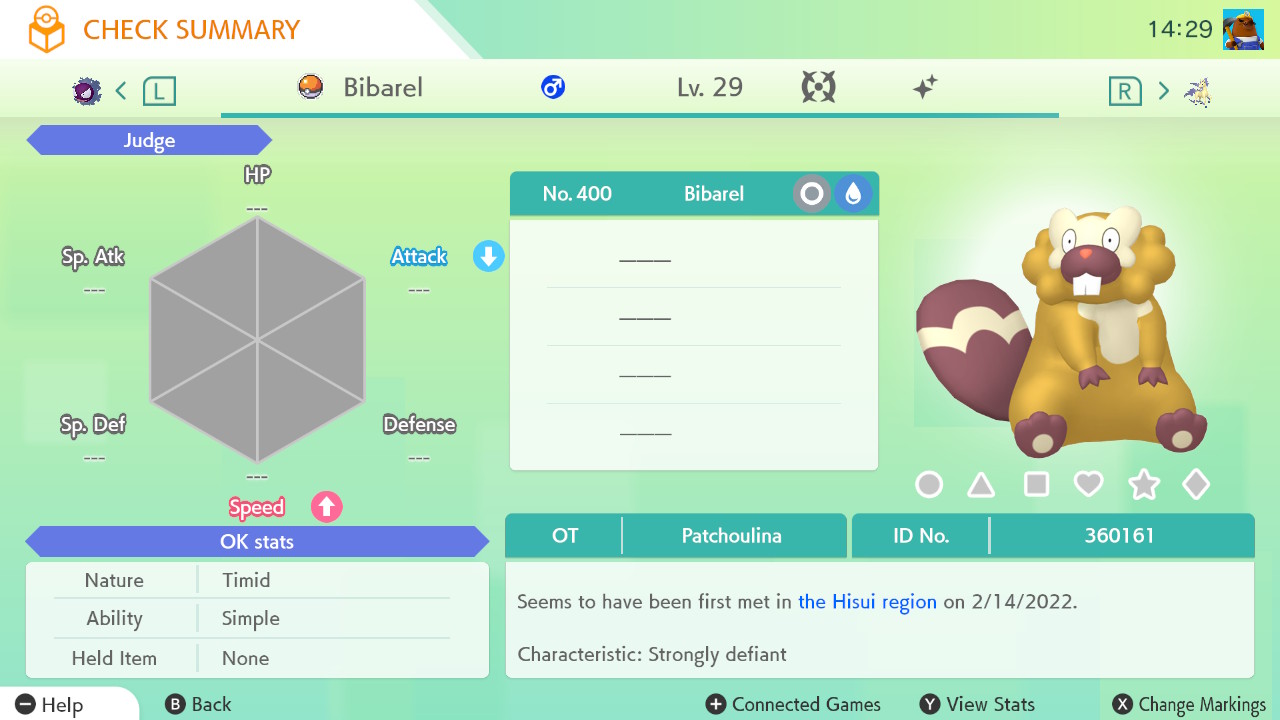 CHECK SUMMARY
14:29
L
Bibarel
Lv. 29
R
Judge
HP
---
Sp. Atk
---
Attack
---
Sp. Def
---
Defense
---
---
Speed
No. 400 Bibarel
———
———
———
———
OK stats
Nature Timid
Ability Simple
Held Item None
OT Patchoulina ID No. 360161
Seems to have been first met in the Hisui region on 2/14/2022.
Characteristic: Strongly defiant
Help
B Back
Connected Games
Y View Stats
X Change Markings